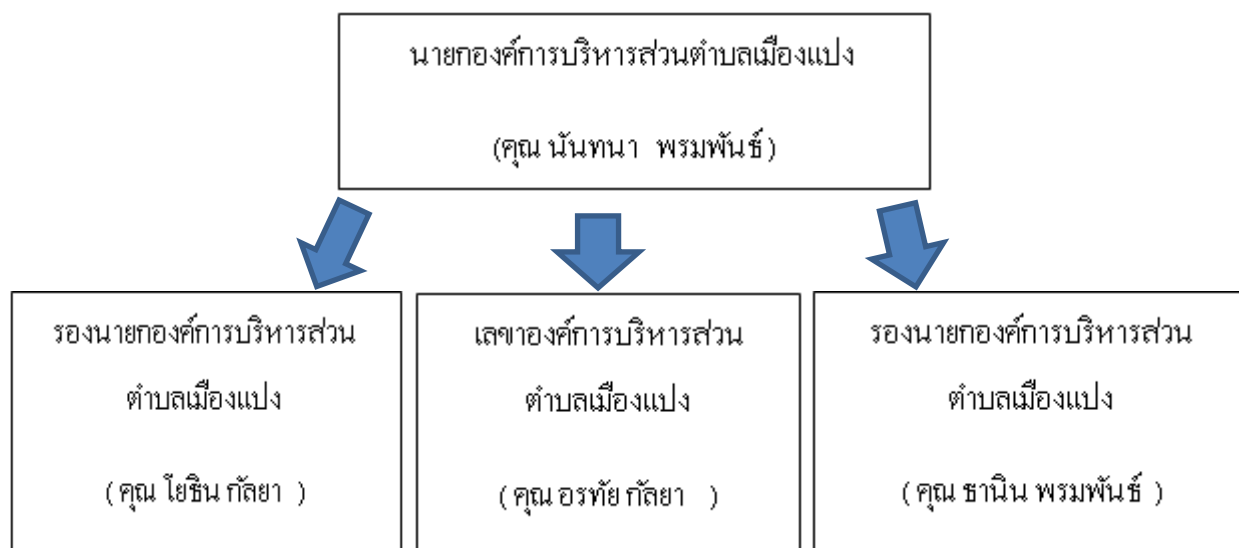 นายกองค์การบริหารส่วนตำบลเมืองแปง
(คุณ นันทนา พรมพันธ์)
รองนายกองค์การบริหารส่วน
ตำบลเมืองแปง
( คุณ โยธิน กัลยา )
เลขาองค์การบริหารส่วน
ตำบลเมืองแปง
( คุณ อรทัย กัลยา )
รองนายกองค์การบริหารส่วน
ตำบลเมืองแปง
( คุณ ธานิน พรมพันธ์ )